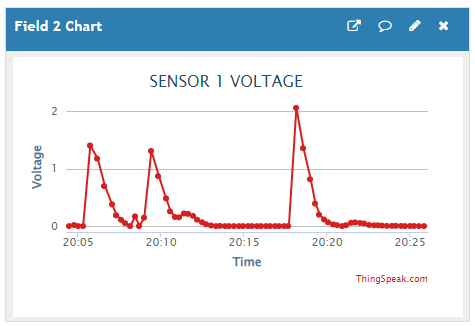 Field 2 Chart
SENSOR 1 VOLTAGE
Voltage
2
1
0
20:05 20:10 20:15 20:20 20:25
Time
ThingSpeak.com